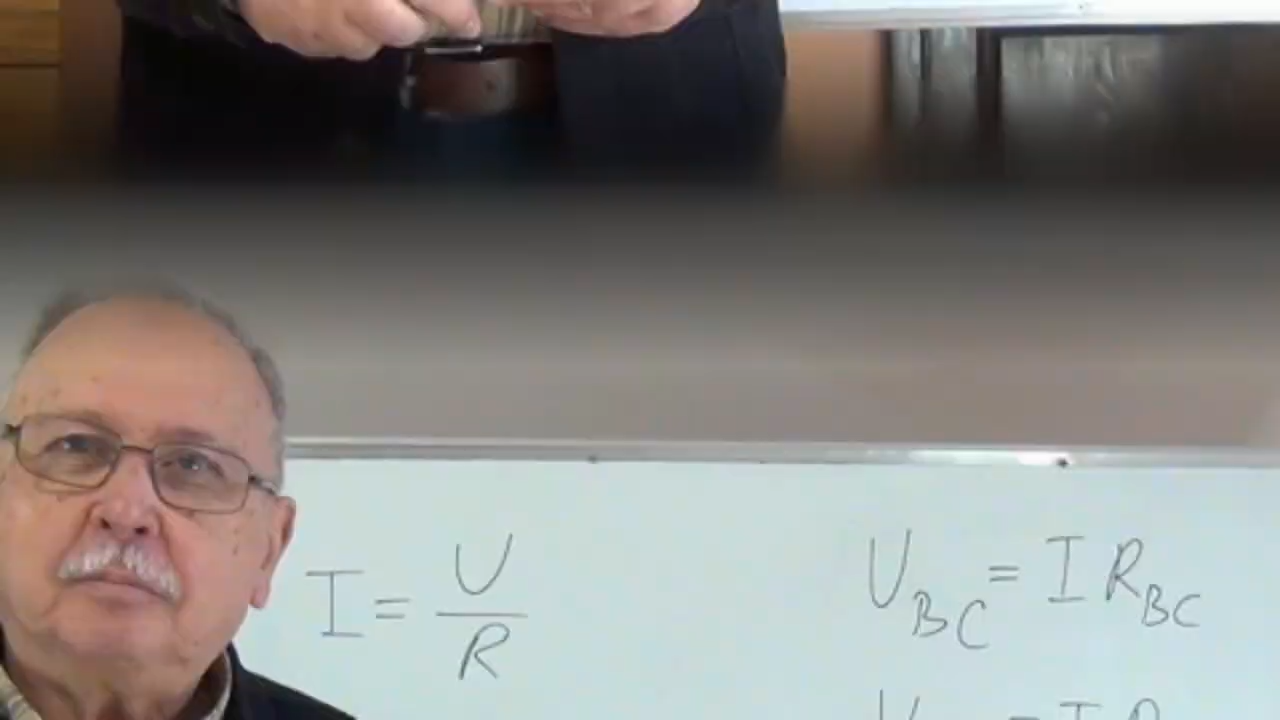 I = U/R
U_BC = I R_BC